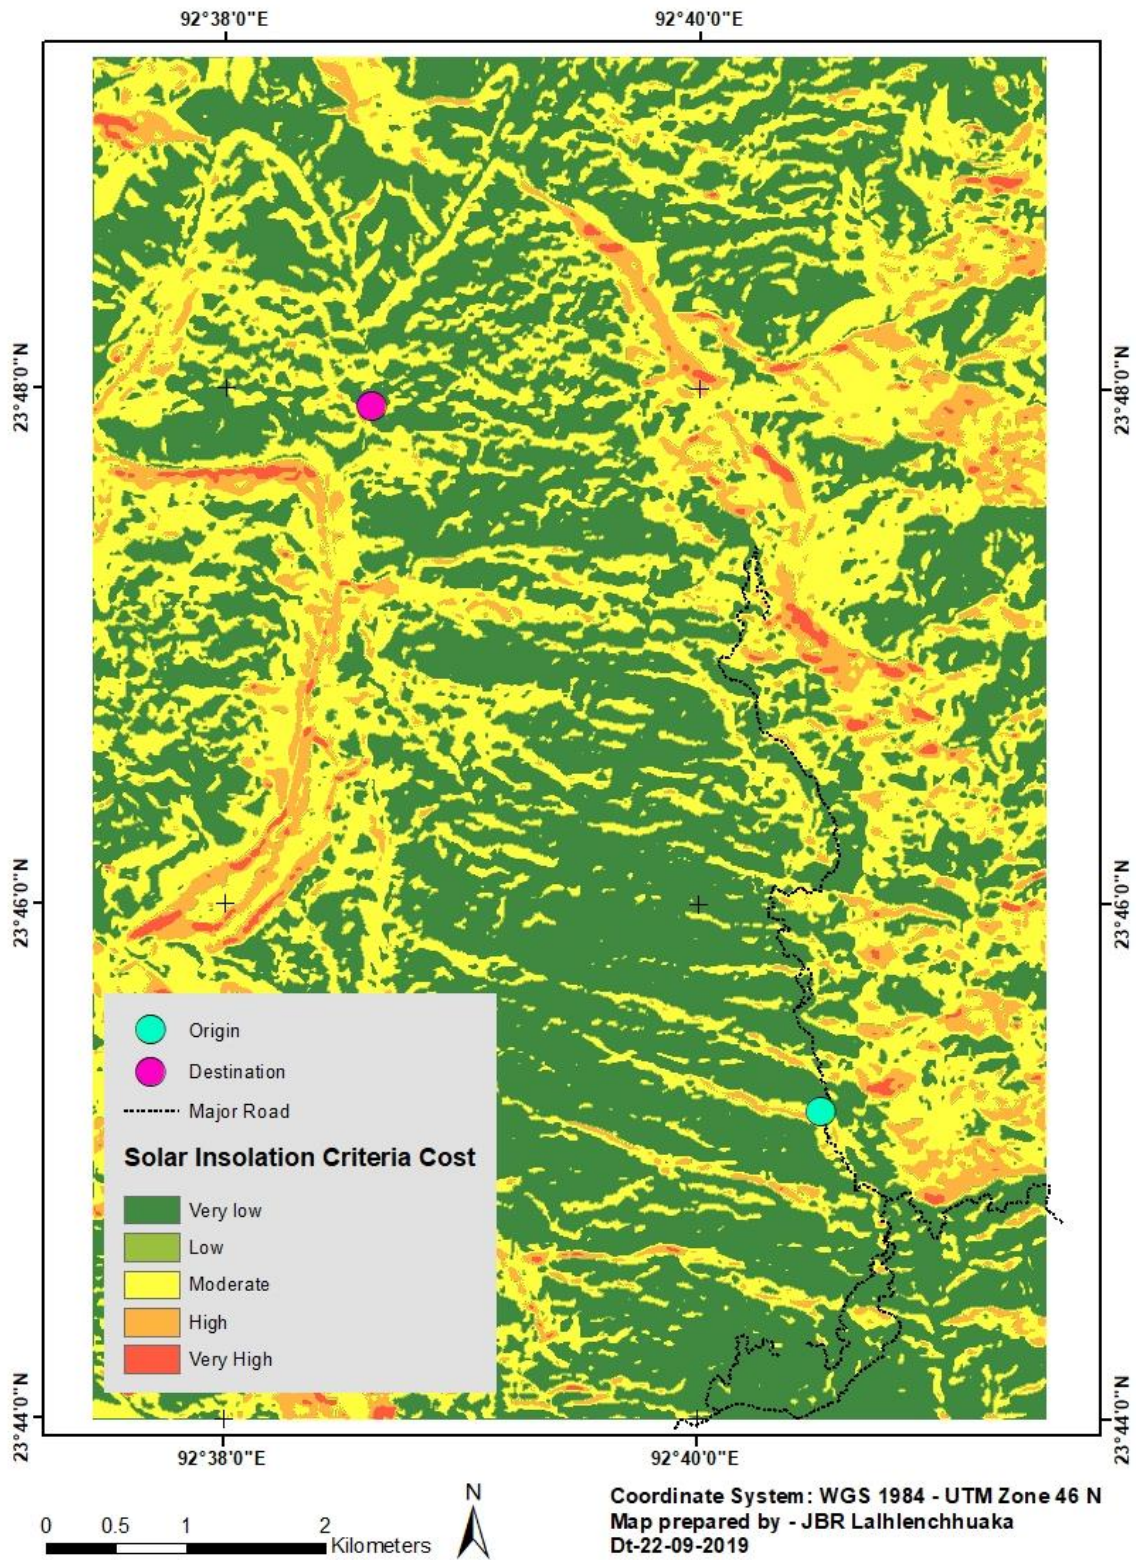 92°38'0"E 92°40'0"E
23°48'0"N 23°48'0"N
23°46'0"N 23°46'0"N
Origin
Destination
Major Road
Solar Insolation Criteria Cost
Very low
Low
Moderate
High
Very High
23°44'0"N 23°44'0"N
92°38'0"E 92°40'0"E
N
0 0.5 1 2 Kilometers
Coordinate System: WGS 1984 - UTM Zone 46 N
Map prepared by - JBR Lalhlenchhuaka
Dt-22-09-2019